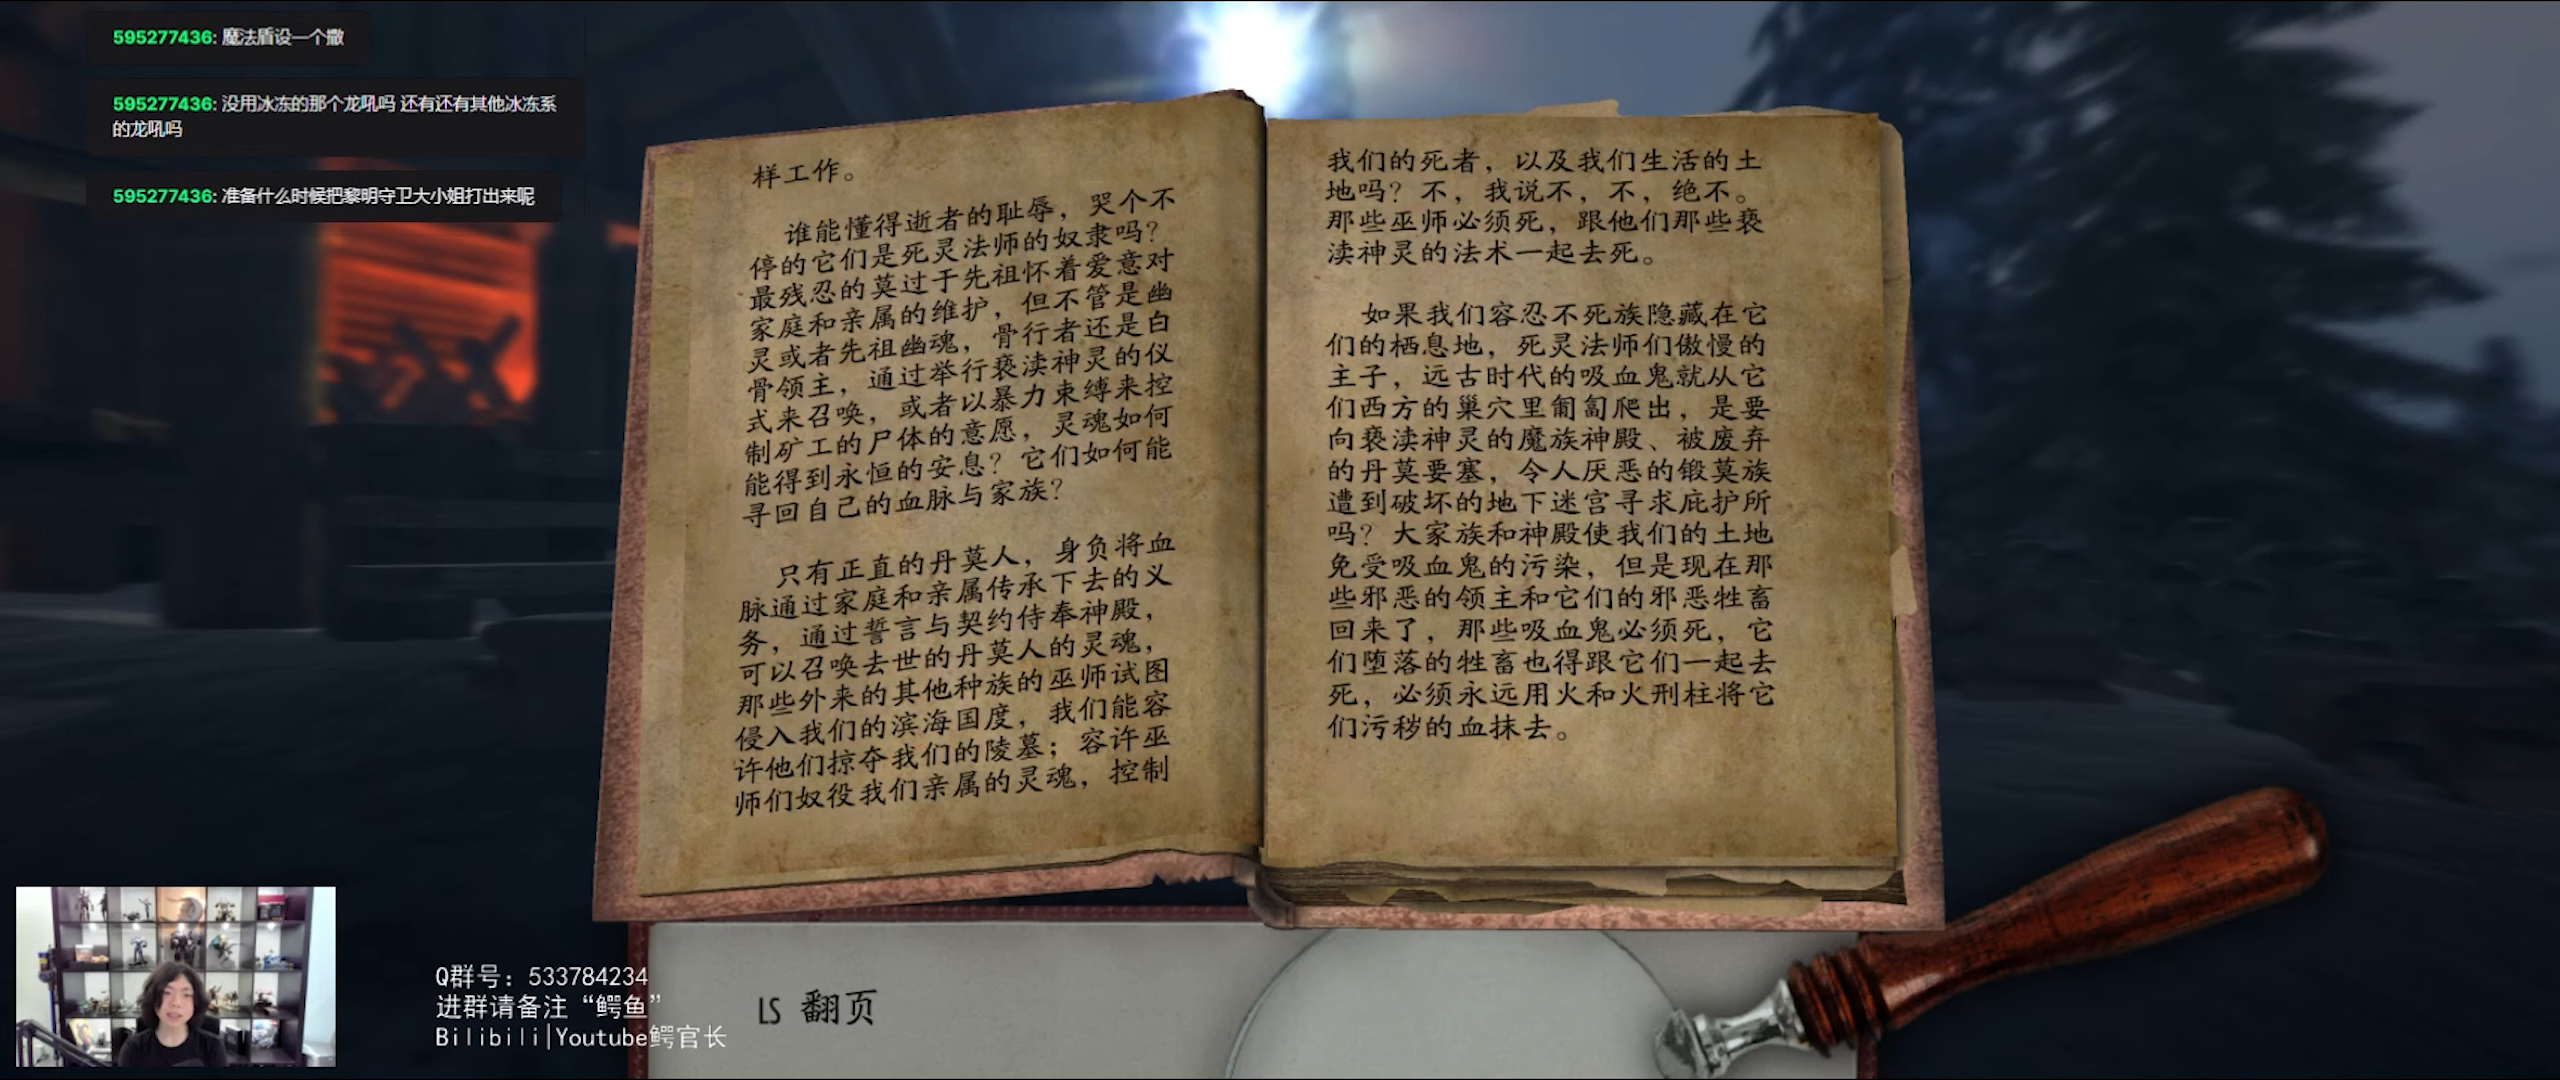 595277436: 魔法盾设一个撒
595277436: 没用冰冻的那个龙吼吗 还有还有其他冰冻系
的龙吼吗
595277436: 准备什么时候把黎明守卫大小姐打出来呢
样工作。
谁能懂得逝者的耻辱，哭个不
停的它们是死灵法师的奴隶吗？
最残忍的莫过于先祖怀着爱意对
家庭和亲属的维护，但不管是幽
灵或者先祖幽魂，骨行者还是白
骨领主，通过举行亵渎神灵的仪
式来召唤，或者以暴力束缚来控
制矿工的尸体的意愿，灵魂如何
能得到永恒的安息？它们如何能
寻回自己的血脉与家族？
只有正直的丹莫人，身负将血
脉通过家庭和亲属传承下去的义
务，通过誓言与契约侍奉神殿，
可以召唤去世的丹莫人的灵魂，
那些外来的其他种族的巫师试图
侵入我们的滨海国度，我们能容
许他们掠夺我们的陵墓；容许巫
师们奴役我们亲属的灵魂，控制
我们的死者，以及我们生活的土
地吗？不，我说不，不，绝不。
那些巫师必须死，跟他们那些亵
渎神灵的法术一起去死。
如果我们容忍不死族隐藏在它
们的栖息地，死灵法师们傲慢的
主子，远古时代的吸血鬼就从它
们西方的巢穴里匍匐爬出，是要
向亵渎神灵的魔族神殿、被废弃
的丹莫要塞，令人厌恶的锻莫族
遭到破坏的地下迷宫寻求庇护所
吗？大家族和神殿使我们的土地
免受吸血鬼的污染，但是现在那
些邪恶的领主和它们的邪恶牲畜
回来了，那些吸血鬼必须死，它
们堕落的牲畜也得跟它们一起去
死，必须永远用火和火刑柱将它
们污秽的血抹去。
Q群号：533784234
进群请备注“鳄鱼”
Bilibili|Youtube鳄官长
LS 翻页